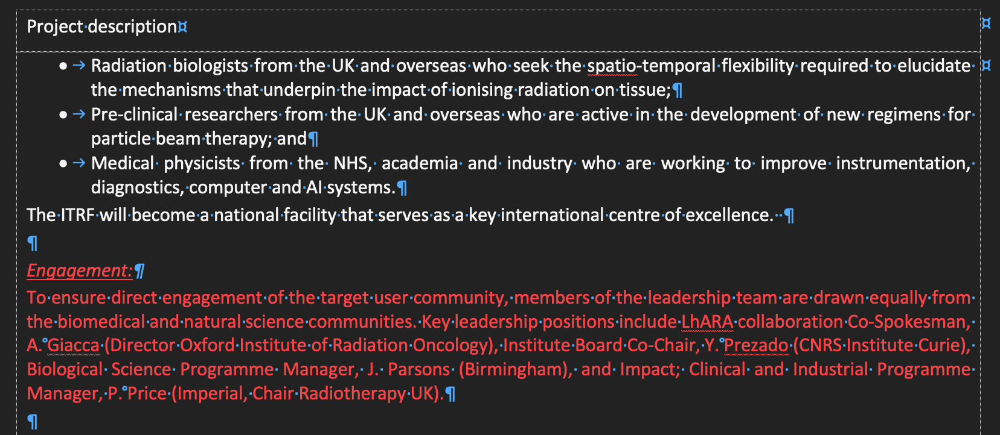 Project description
• Radiation biologists from the UK and overseas who seek the spatio-temporal flexibility required to elucidate
the mechanisms that underpin the impact of ionising radiation on tissue;
• Pre-clinical researchers from the UK and overseas who are active in the development of new regimens for
particle beam therapy; and
• Medical physicists from the NHS, academia and industry who are working to improve instrumentation,
diagnostics, computer and AI systems.
The ITRF will become a national facility that serves as a key international centre of excellence.
Engagement:
To ensure direct engagement of the target user community, members of the leadership team are drawn equally from
the biomedical and natural science communities. Key leadership positions include LhARA collaboration Co-Spokesman,
A. Giacca (Director Oxford Institute of Radiation Oncology), Institute Board Co-Chair, Y. Prezado (CNRS Institute Curie),
Biological Science Programme Manager, J. Parsons (Birmingham), and Impact; Clinical and Industrial Programme
Manager, P. Price (Imperial, Chair Radiotherapy UK).